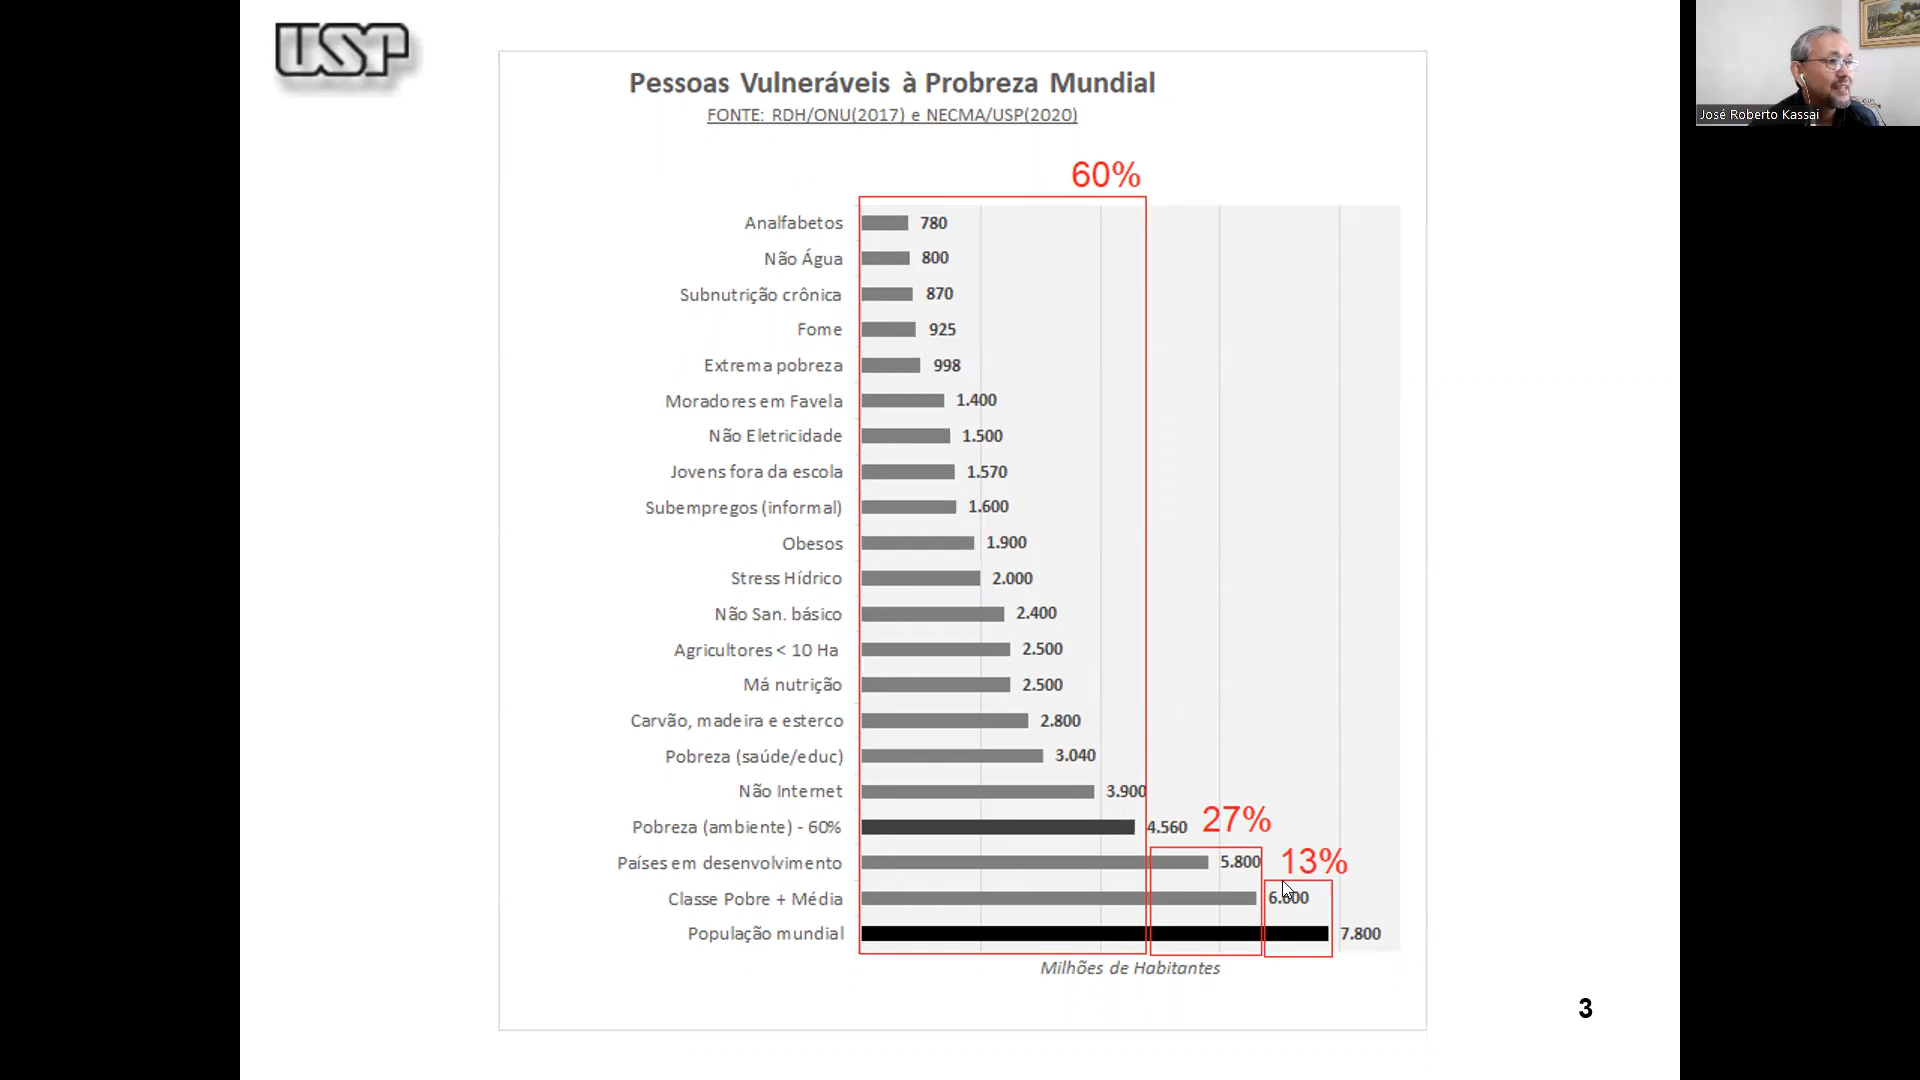 USP
José Roberto Kassai
Pessoas Vulneráveis à Probreza Mundial
FONTE: RDH/ONU(2017) e NECMA/USP(2020)
60%
Analfabetos 780
Não Água 800
Subnutrição crônica 870
Fome 925
Extrema pobreza 998
Moradores em Favela 1.400
Não Eletricidade 1.500
Jovens fora da escola 1.570
Subempregos (informal) 1.600
Obesos 1.900
Stress Hídrico 2.000
Não San. básico 2.400
Agricultores < 10 Ha 2.500
Má nutrição 2.500
Carvão, madeira e esterco 2.800
Pobreza (saúde/educ) 3.040
Não Internet 3.900
Pobreza (ambiente) - 60% 4.560 27%
Países em desenvolvimento 5.800 13%
Classe Pobre + Média
População mundial 7.800
Milhões de Habitantes
3